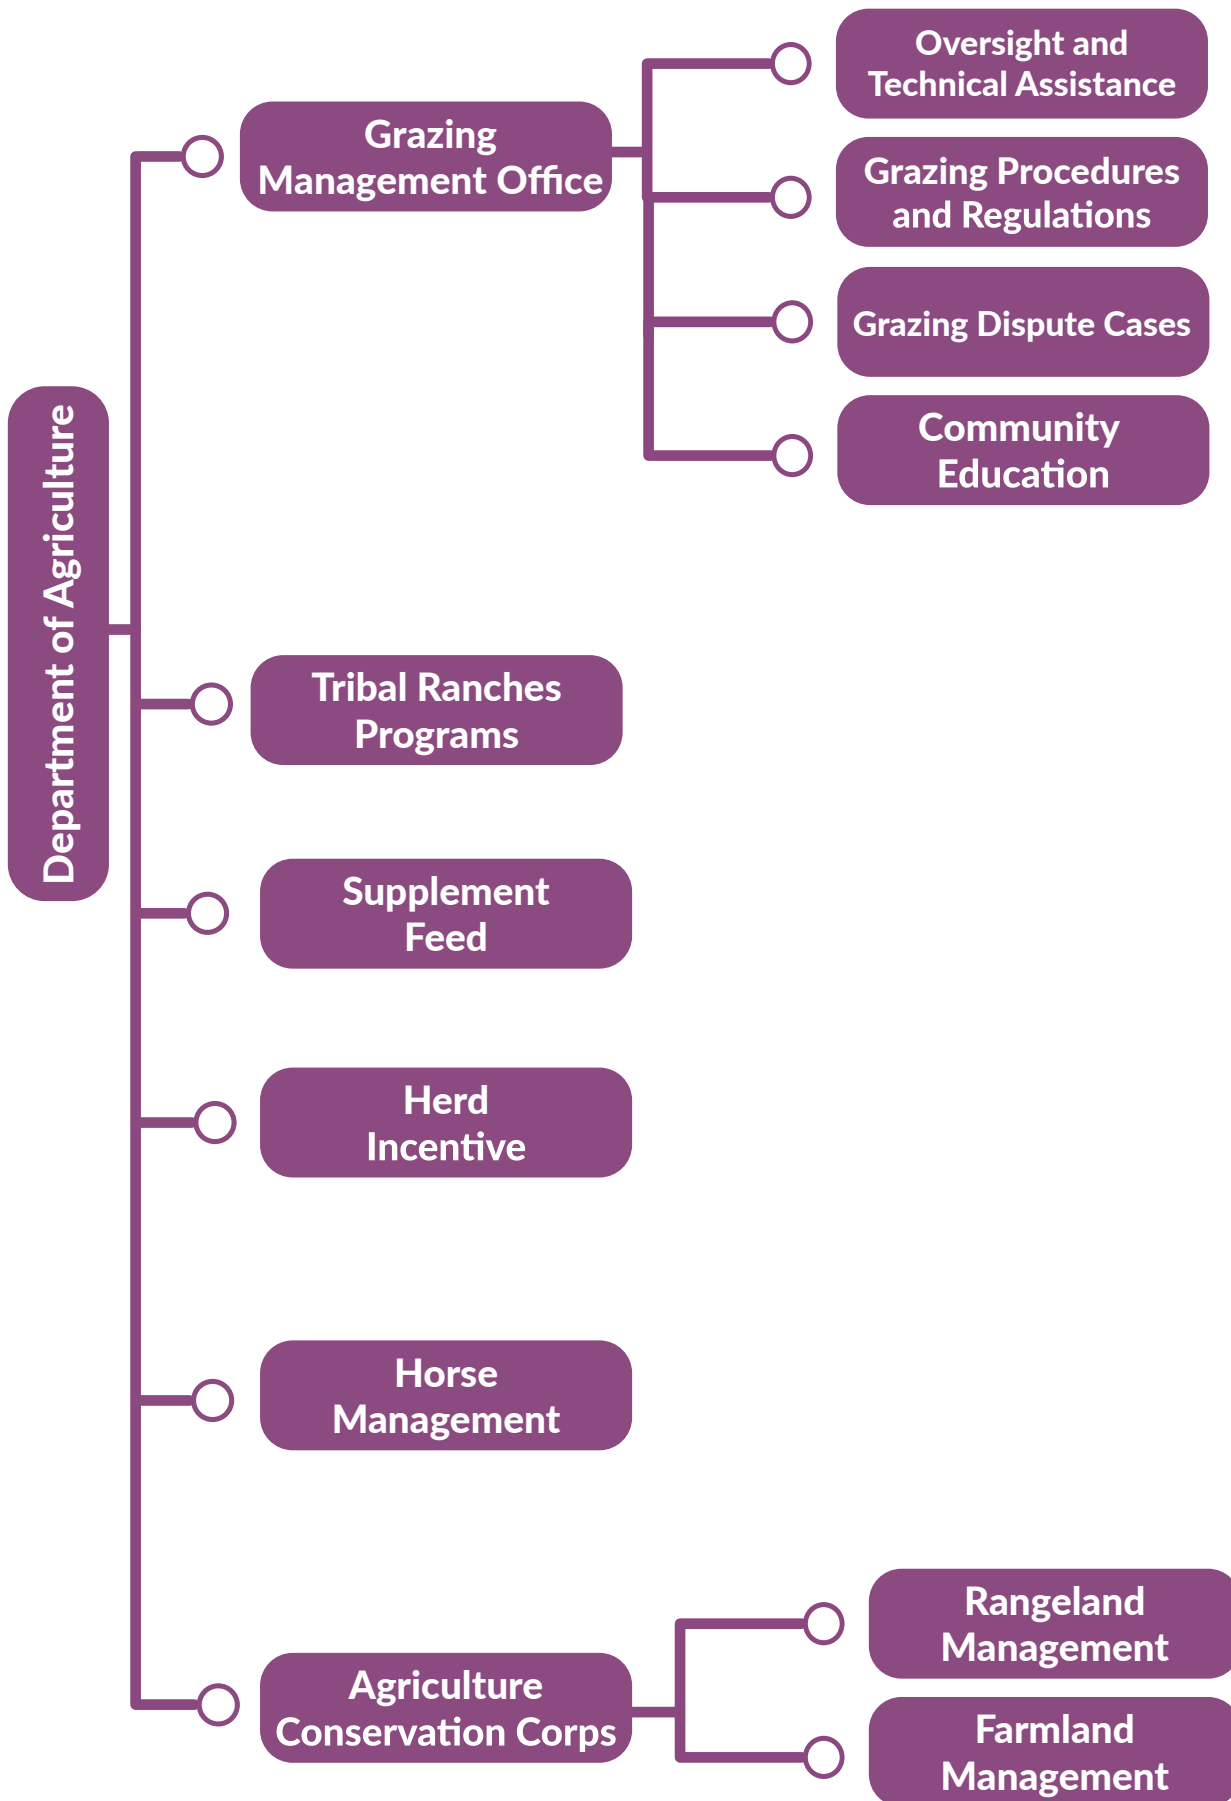 Department of Agriculture
Grazing
Management Office
Oversight and
Technical Assistance
Grazing Procedures
and Regulations
Grazing Dispute Cases
Community
Education
Tribal Ranches
Programs
Supplement
Feed
Herd
Incentive
Horse
Management
Agriculture
Conservation Corps
Rangeland
Management
Farmland
Management